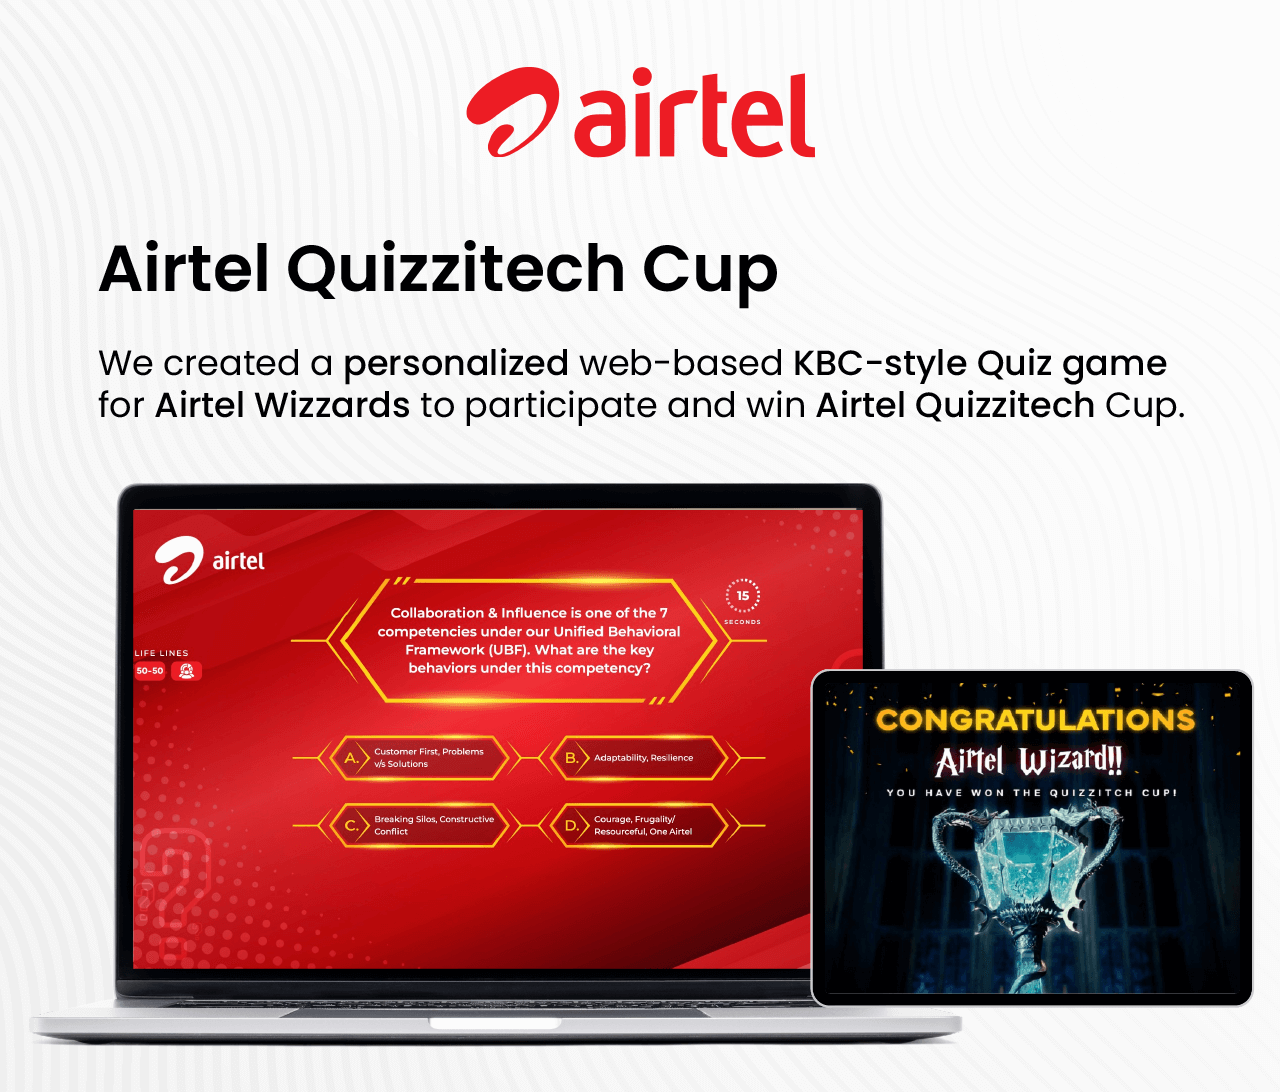 airtel
Airtel Quizzitech Cup
We created a personalized web-based KBC-style Quiz game
for Airtel Wizzards to participate and win Airtel Quizzitech Cup.
airtel
15
SECONDS
Collaboration & Influence is one of the 7
competencies under our Unified Behavioral
Framework (UBF). What are the key
behaviors under this competency?
LIFE LINES
50-50
A. Customer First, Problems
v/s Solutions
B. Adaptability, Resilience
C. Breaking Silos, Constructive
Conflict
D. Courage, Frugality/
Resourceful, One Airtel
CONGRATULATIONS
Airtel Wizard!!
YOU HAVE WON THE QUIZZITCH CUP!